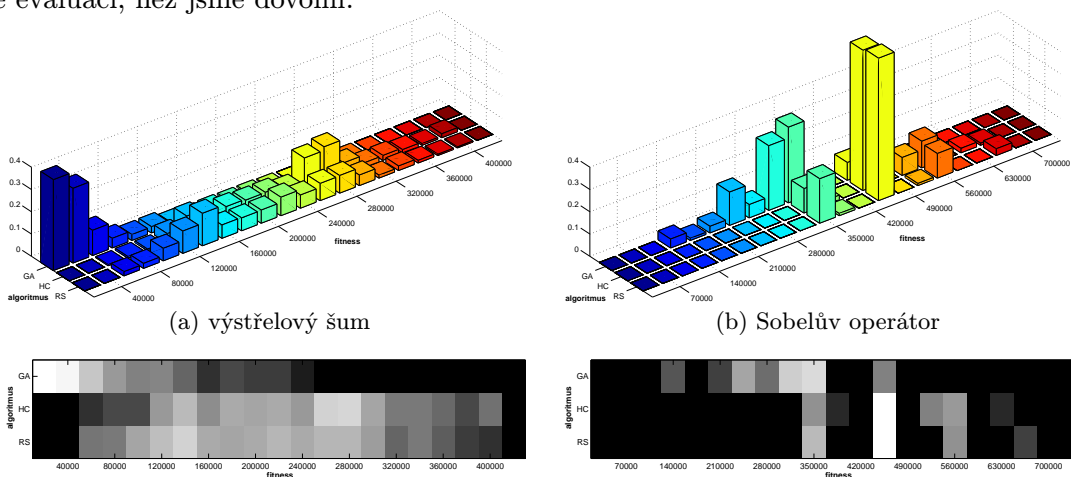 e evaluací, než jsme dovolili.
0.4
0.3
0.2
0.1
0
GA
HC
RS
algoritmus
40000
80000
120000
160000
200000
240000
280000
320000
360000
400000
fitness
(a) výstřelový šum
0.4
0.3
0.2
0.1
0
GA
HC
RS
algoritmus
70000
140000
210000
280000
350000
420000
490000
560000
630000
700000
fitness
(b) Sobelův operátor
GA
HC
RS
algoritmus
40000 80000 120000 160000 200000 240000 280000 320000 360000 400000
fitness
GA
HC
RS
algoritmus
70000 140000 210000 280000 350000 420000 490000 560000 630000 700000
fitness